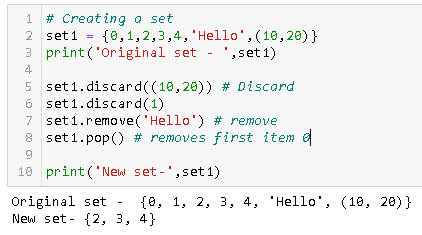 1 # Creating a set
2 set1 = {0,1,2,3,4,'Hello',(10,20)}
3 print('Original set - ',set1)
4
5 set1.discard((10,20)) # Discard
6 set1.discard(1)
7 set1.remove('Hello') # remove
8 set1.pop() # removes first item 0
9
10 print('New set-',set1)
Original set -  {0, 1, 2, 3, 4, 'Hello', (10, 20)}
New set- {2, 3, 4}